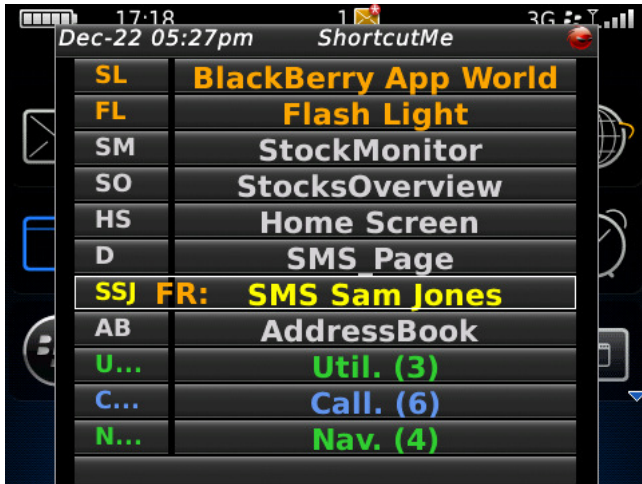 17:18 1 3G
Dec-22 05:27pm ShortcutMe
SL BlackBerry App World
FL Flash Light
SM StockMonitor
SO StocksOverview
HS Home Screen
D SMS_Page
SSJ FR: SMS Sam Jones
AB AddressBook
U... Util. (3)
C... Call. (6)
N... Nav. (4)